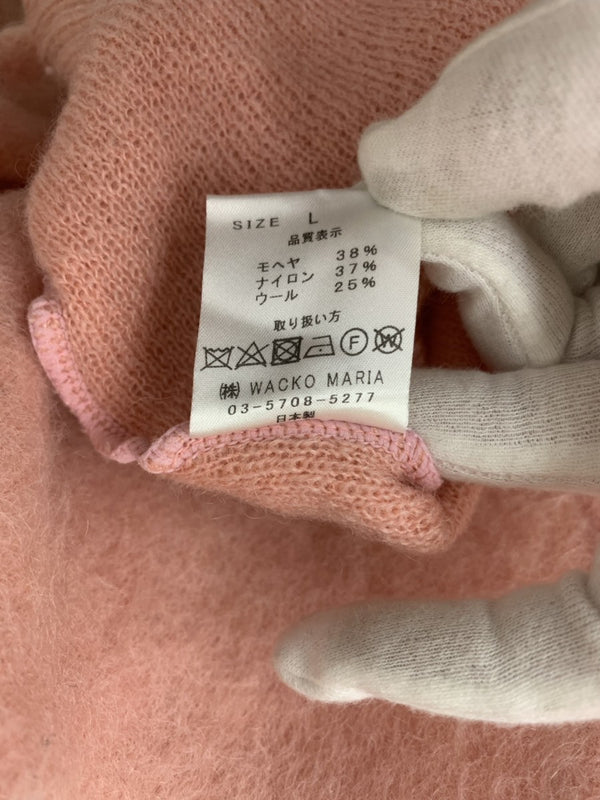 SIZE L
品質表示
モヘヤ 38%
ナイロン 37%
ウール 25%
取り扱い方
F W
㈱ WACKO MARIA
03-5708-5277
日本製